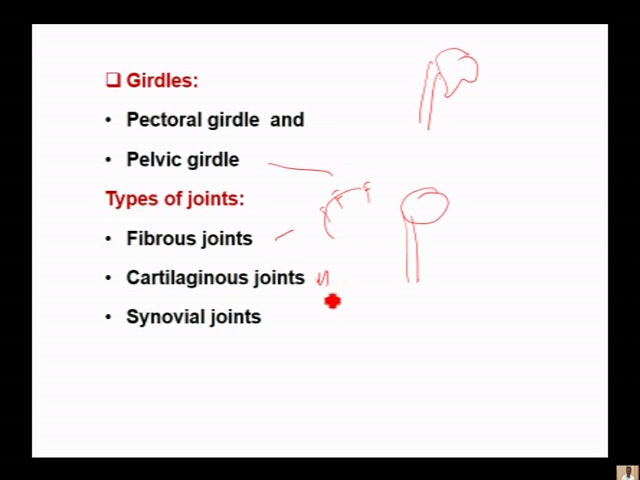 Girdles:
Pectoral girdle and
Pelvic girdle
Types of joints:
Fibrous joints
Cartilaginous joints
Synovial joints